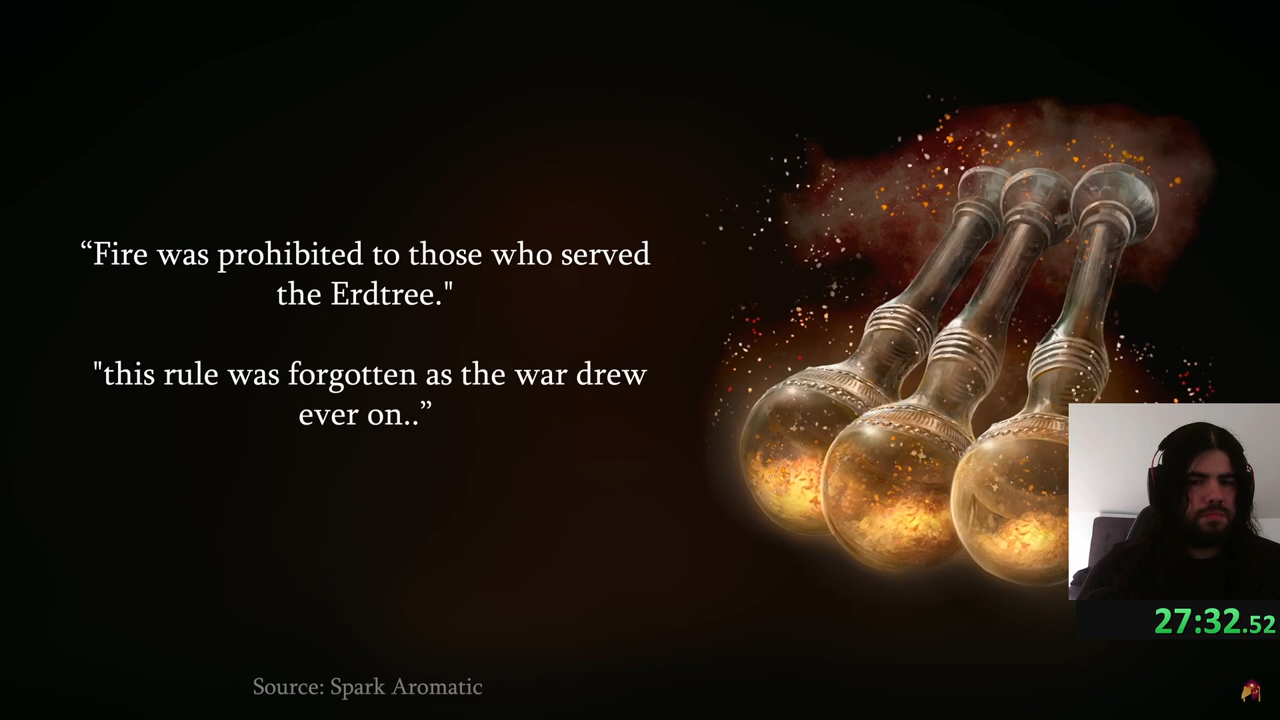 “Fire was prohibited to those who served
the Erdtree."
"this rule was forgotten as the war drew
ever on..”
27:32.52
Source: Spark Aromatic